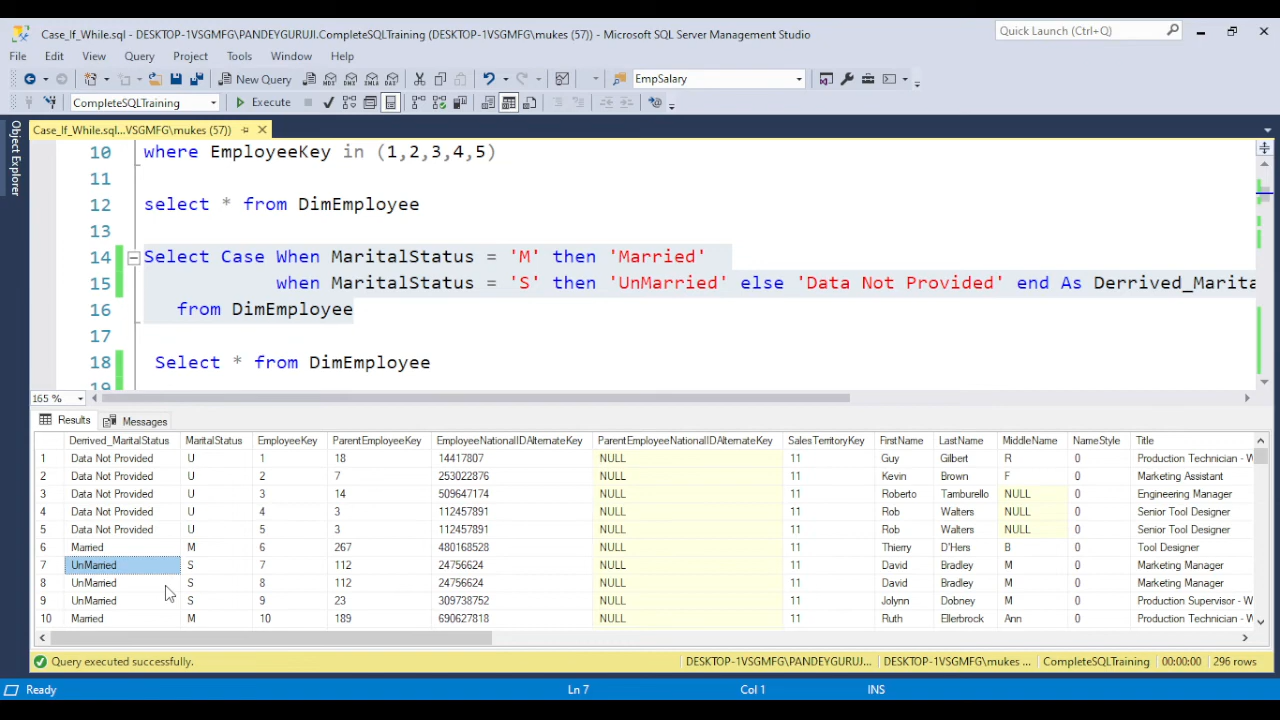 Case_If_While.sql - DESKTOP-1VSGMFG\PANDEYGURUJI.CompleteSQLTraining (DESKTOP-1VSGMFG\mukes (57)) - Microsoft SQL Server Management Studio
Quick Launch (Ctrl+Q)
File Edit View Query Project Tools Window Help
New Query MDX DMX XMLA DAX EmpSalary
CompleteSQLTraining Execute
Case_If_While.sql...VSGMFG\mukes (57))
Object Explorer
10 where EmployeeKey in (1,2,3,4,5)
11
12 select * from DimEmployee
13
14 Select Case When MaritalStatus = 'M' then 'Married'
15 when MaritalStatus = 'S' then 'UnMarried' else 'Data Not Provided' end As Derrived_Marita
16 from DimEmployee
17
18 Select * from DimEmployee
19
165 %
Results Messages
Derrived_MaritalStatus MaritalStatus EmployeeKey ParentEmployeeKey EmployeeNationalIDAlternateKey ParentEmployeeNationalIDAlternateKey SalesTerritoryKey FirstName LastName MiddleName NameStyle Title
1 Data Not Provided U 1 18 14417807 NULL 11 Guy Gilbert R 0 Production Technician - W
2 Data Not Provided U 2 7 253022876 NULL 11 Kevin Brown F 0 Marketing Assistant
3 Data Not Provided U 3 14 509647174 NULL 11 Roberto Tamburello NULL 0 Engineering Manager
4 Data Not Provided U 4 3 112457891 NULL 11 Rob Walters NULL 0 Senior Tool Designer
5 Data Not Provided U 5 3 112457891 NULL 11 Rob Walters NULL 0 Senior Tool Designer
6 Married M 6 267 480168528 NULL 11 Thierry D'Hers B 0 Tool Designer
7 UnMarried S 7 112 24756624 NULL 11 David Bradley M 0 Marketing Manager
8 UnMarried S 8 112 24756624 NULL 11 David Bradley M 0 Marketing Manager
9 UnMarried S 9 23 309738752 NULL 11 Jolynn Dobney M 0 Production Supervisor - W
10 Married M 10 189 690627818 NULL 11 Ruth Ellerbrock Ann 0 Production Technician - W
Query executed successfully. DESKTOP-1VSGMFG\PANDEYGURUJI... DESKTOP-1VSGMFG\mukes ... CompleteSQLTraining 00:00:00 296 rows
Ready Ln 7 Col 1 INS